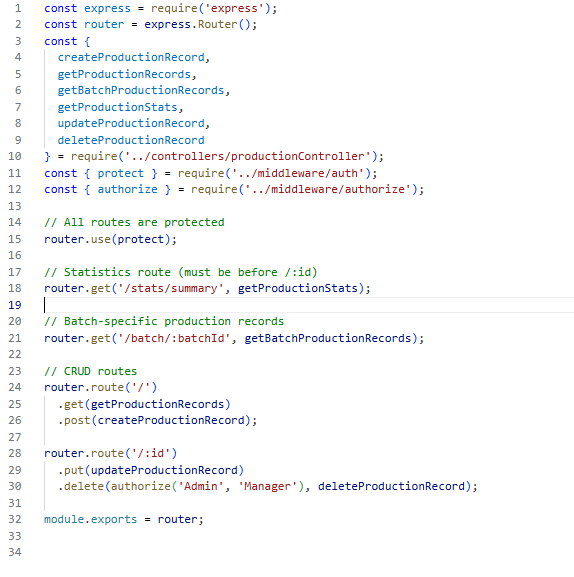 1 const express = require('express');
2 const router = express.Router();
3 const {
4 createProductionRecord,
5 getProductionRecords,
6 getBatchProductionRecords,
7 getProductionStats,
8 updateProductionRecord,
9 deleteProductionRecord
10 } = require('../controllers/productionController');
11 const { protect } = require('../middleware/auth');
12 const { authorize } = require('../middleware/authorize');
13
14 // All routes are protected
15 router.use(protect);
16
17 // Statistics route (must be before /:id)
18 router.get('/stats/summary', getProductionStats);
19
20 // Batch-specific production records
21 router.get('/batch/:batchId', getBatchProductionRecords);
22
23 // CRUD routes
24 router.route('/')
25 .get(getProductionRecords)
26 .post(createProductionRecord);
27
28 router.route('/:id')
29 .put(updateProductionRecord)
30 .delete(authorize('Admin', 'Manager'), deleteProductionRecord);
31
32 module.exports = router;
33
34